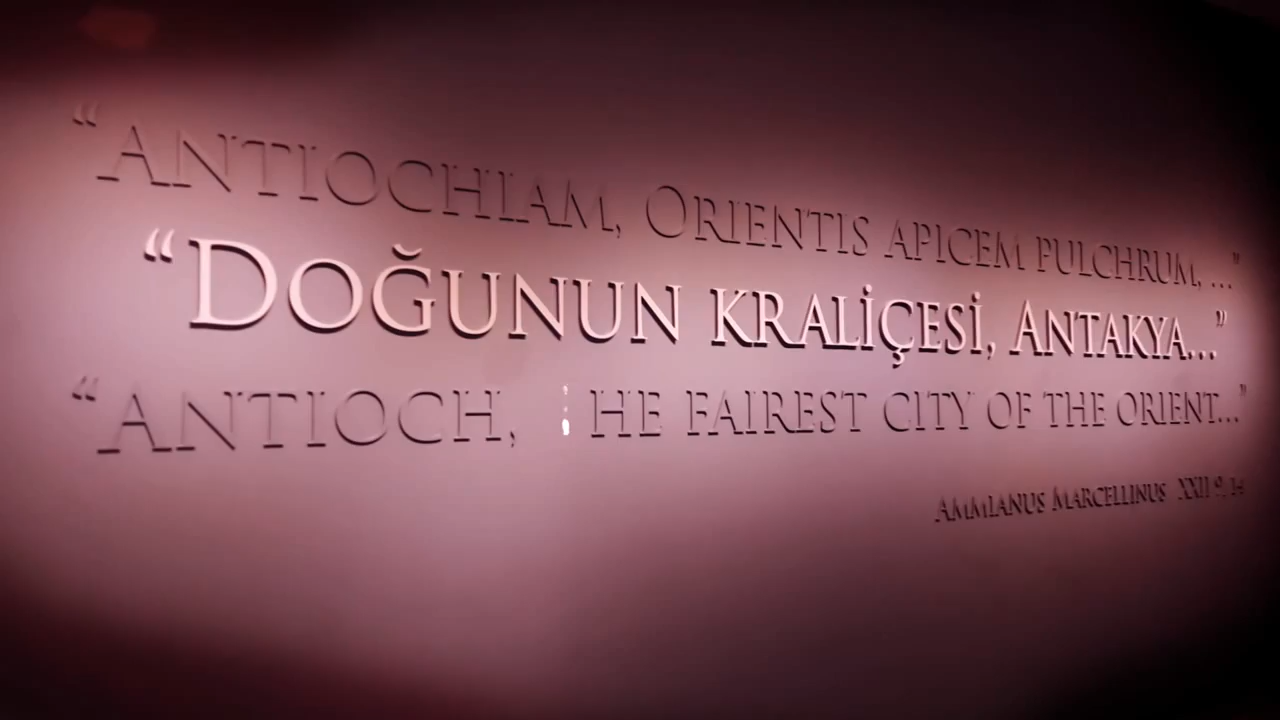 “ANTIOCHIAM, ORIENTIS APICEM PULCHRUM, ...”
“DOĞUNUN KRALİÇESİ, ANTAKYA...”
“ANTIOCH, HE FAIREST CITY OF THE ORIENT...”
AMMIANUS MARCELLINUS XXII 9, 14